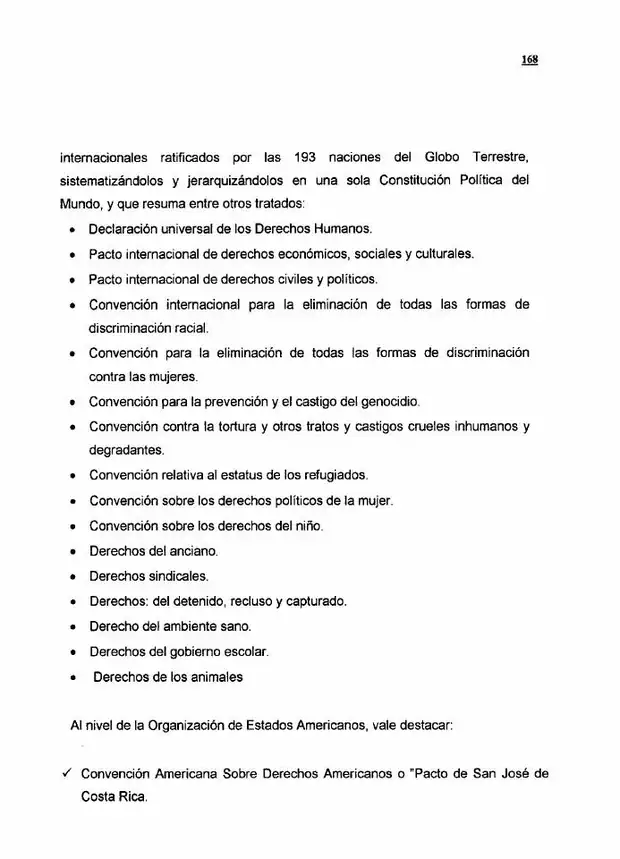 168
internacionales ratificados por las 193 naciones del Globo Terrestre,
sistematizándolos y jerarquizándolos en una sola Constitución Política del
Mundo, y que resuma entre otros tratados:
• Declaración universal de los Derechos Humanos.
• Pacto internacional de derechos económicos, sociales y culturales.
• Pacto internacional de derechos civiles y políticos.
• Convención internacional para la eliminación de todas las formas de
discriminación racial.
• Convención para la eliminación de todas las formas de discriminación
contra las mujeres.
• Convención para la prevención y el castigo del genocidio.
• Convención contra la tortura y otros tratos y castigos crueles inhumanos y
degradantes.
• Convención relativa al estatus de los refugiados.
• Convención sobre los derechos políticos de la mujer.
• Convención sobre los derechos del niño.
• Derechos del anciano.
• Derechos sindicales.
• Derechos: del detenido, recluso y capturado.
• Derecho del ambiente sano.
• Derechos del gobierno escolar.
• Derechos de los animales
Al nivel de la Organización de Estados Americanos, vale destacar:
✓ Convención Americana Sobre Derechos Americanos o "Pacto de San José de
Costa Rica.